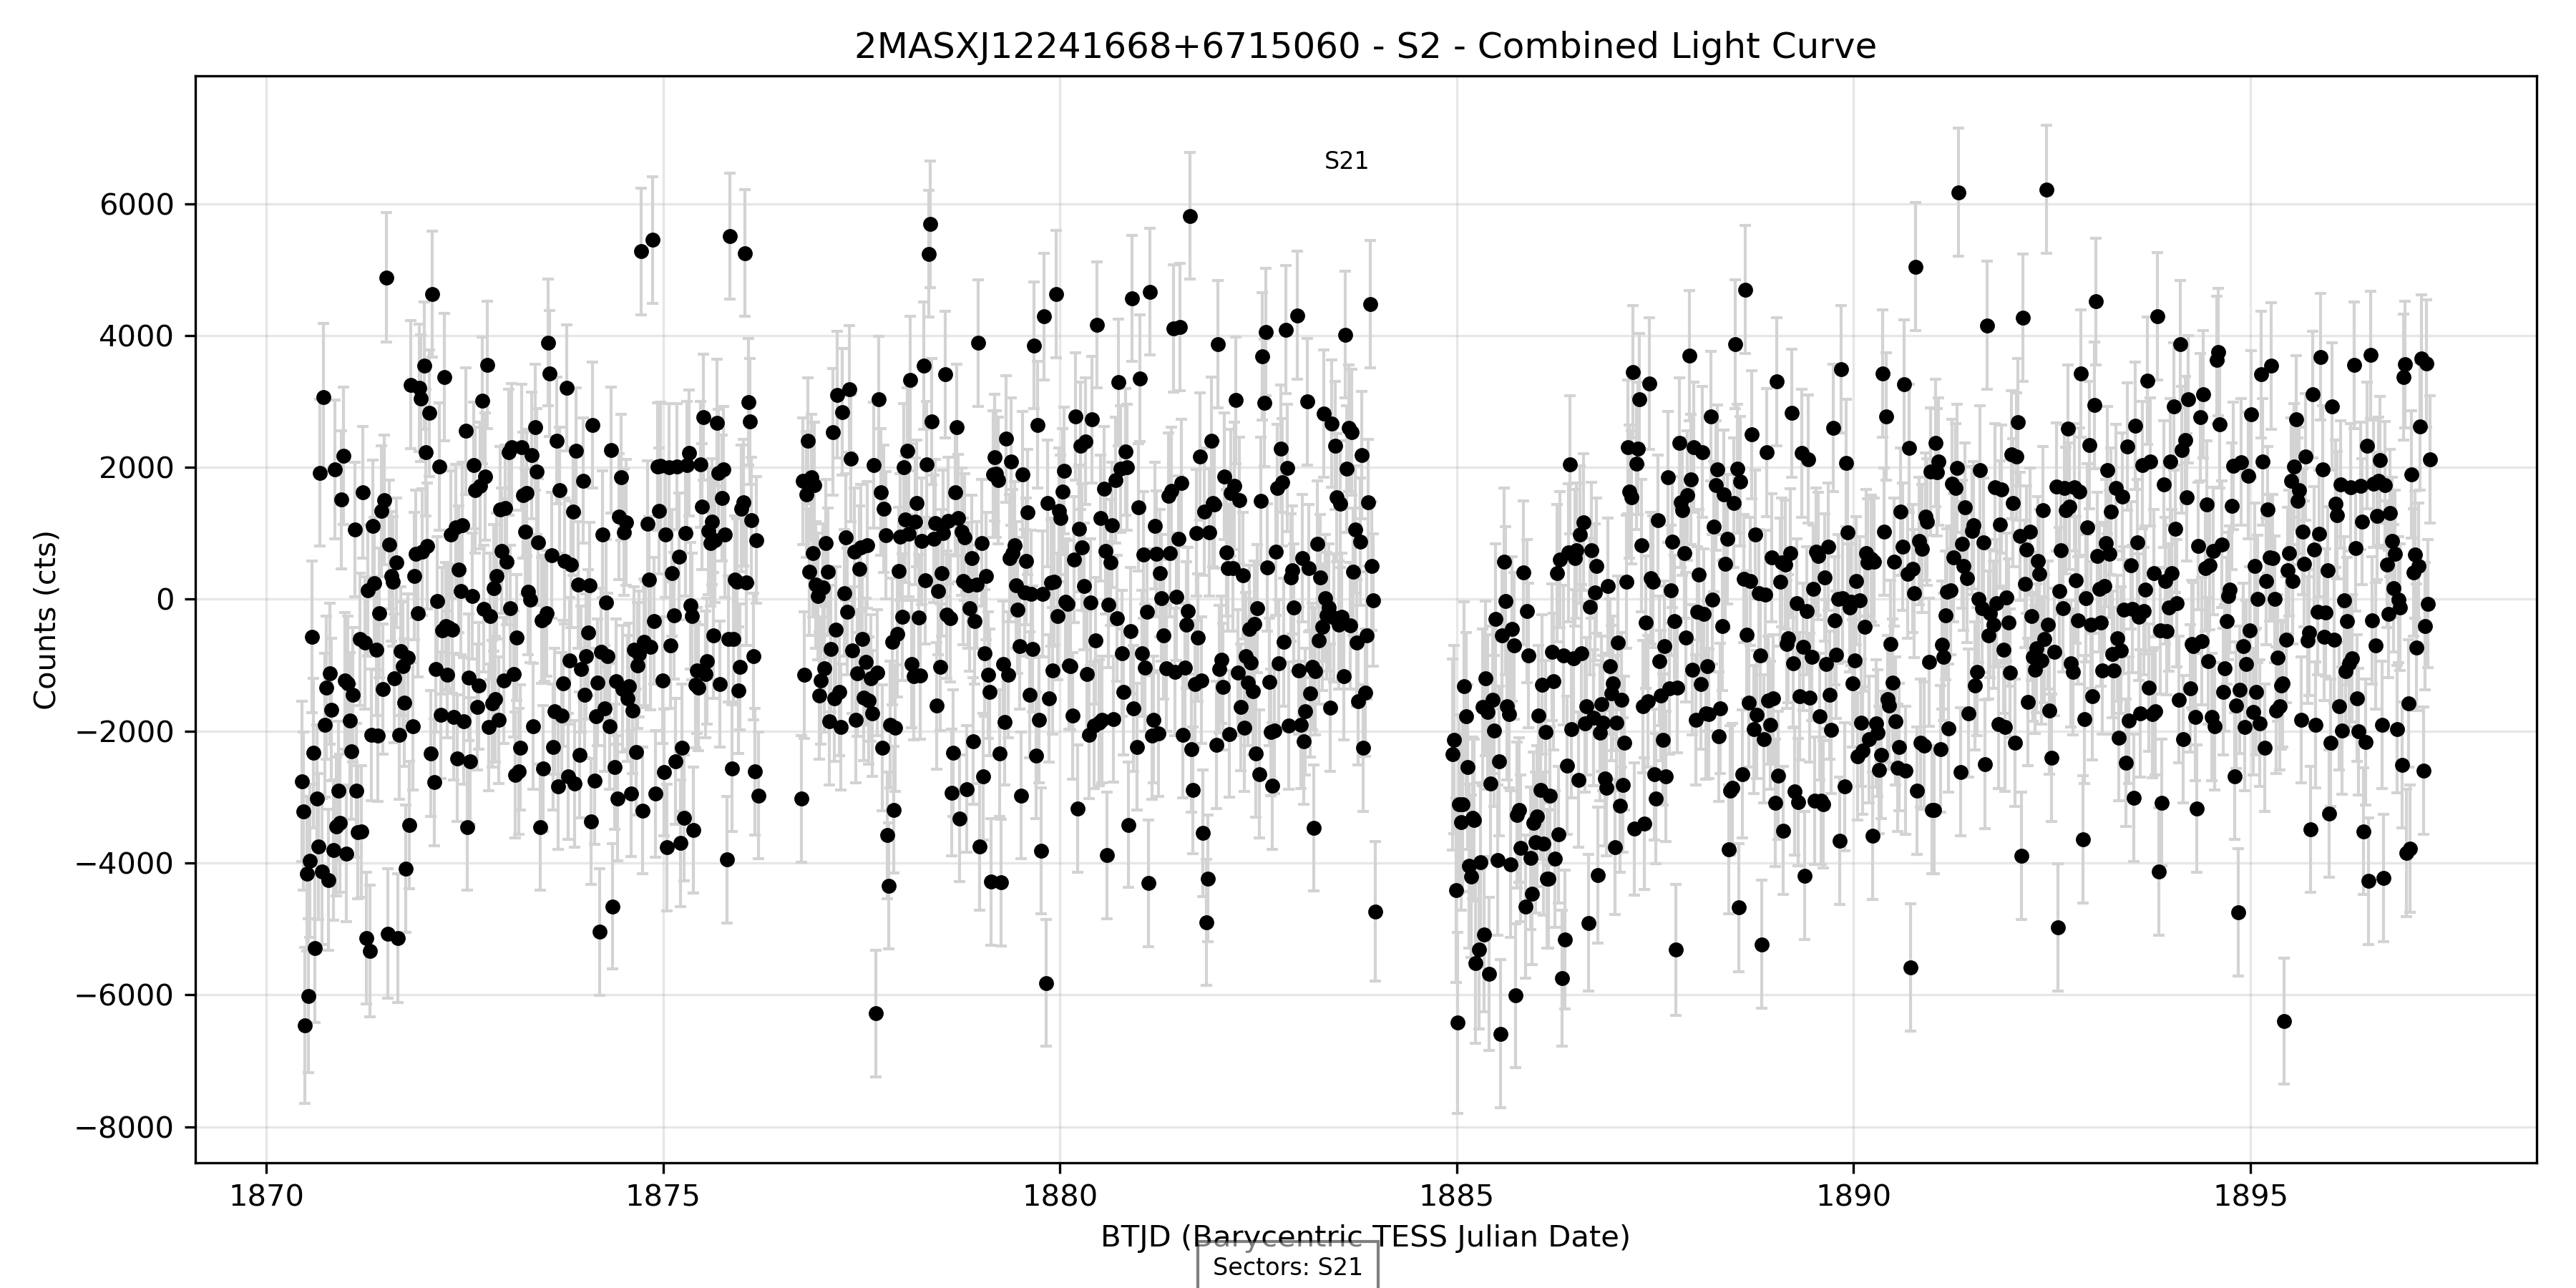 2MASXJ12241668+6715060 - S2 - Combined Light Curve
S21
6000
4000
2000
0
−2000
−4000
−6000
−8000
Counts (cts)
1870 1875 1880 1885 1890 1895
BTJD (Barycentric TESS Julian Date)
Sectors: S21